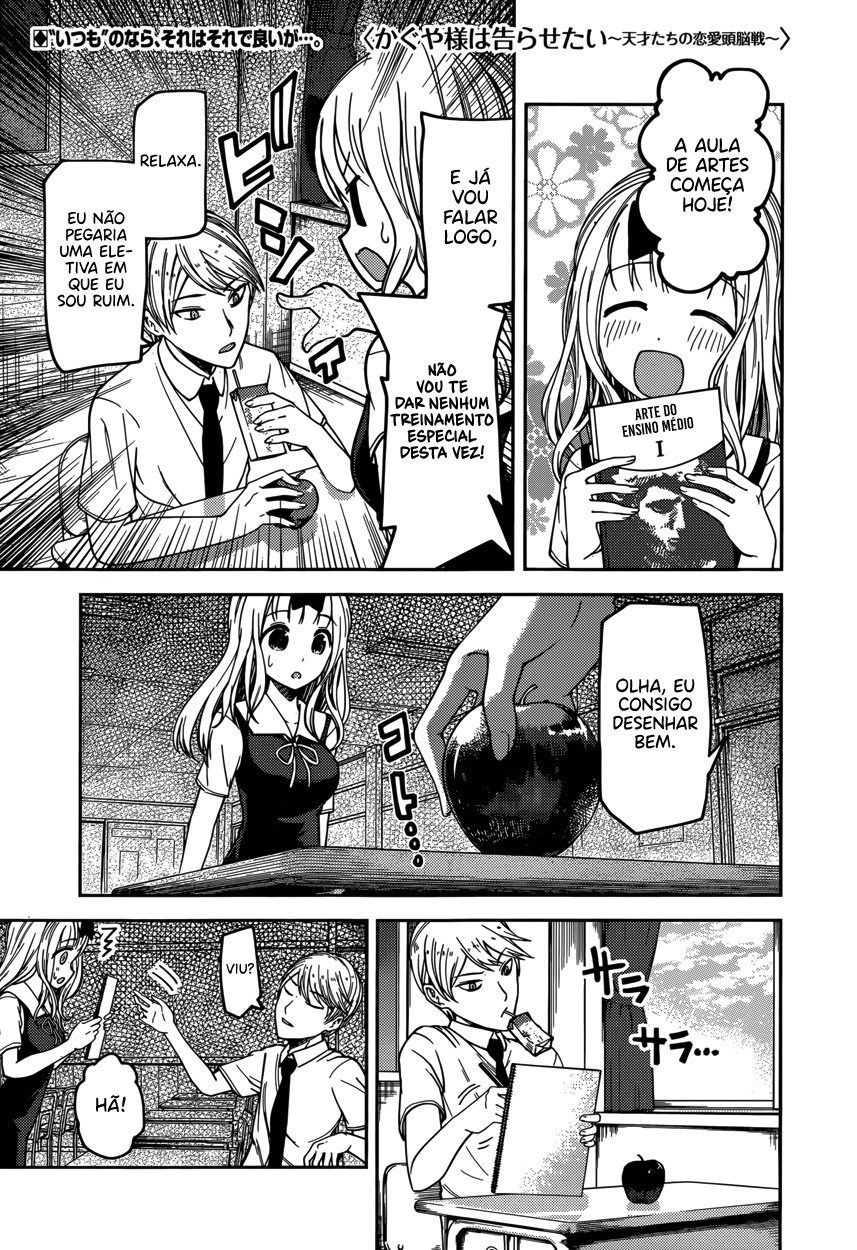 “いつも”のなら、それはそれで良いが…。
〈かぐや様は告らせたい～天才たちの恋愛頭脳戦～〉
A AULA
DE ARTES
COMEÇA
HOJE!
ARTE DO
ENSINO MÉDIO
I
E JÁ
VOU
FALAR
LOGO,
NÃO
VOU TE
DAR NENHUM
TREINAMENTO
ESPECIAL
DESTA VEZ!
ビシィ
RELAXA.
EU NÃO
PEGARIA
UMA ELE-
TIVA EM
QUE EU
SOU RUIM.
OLHA, EU
CONSIGO
DESENHAR
BEM.
コト…
サラ
サラ…
VIU?
HÃ!